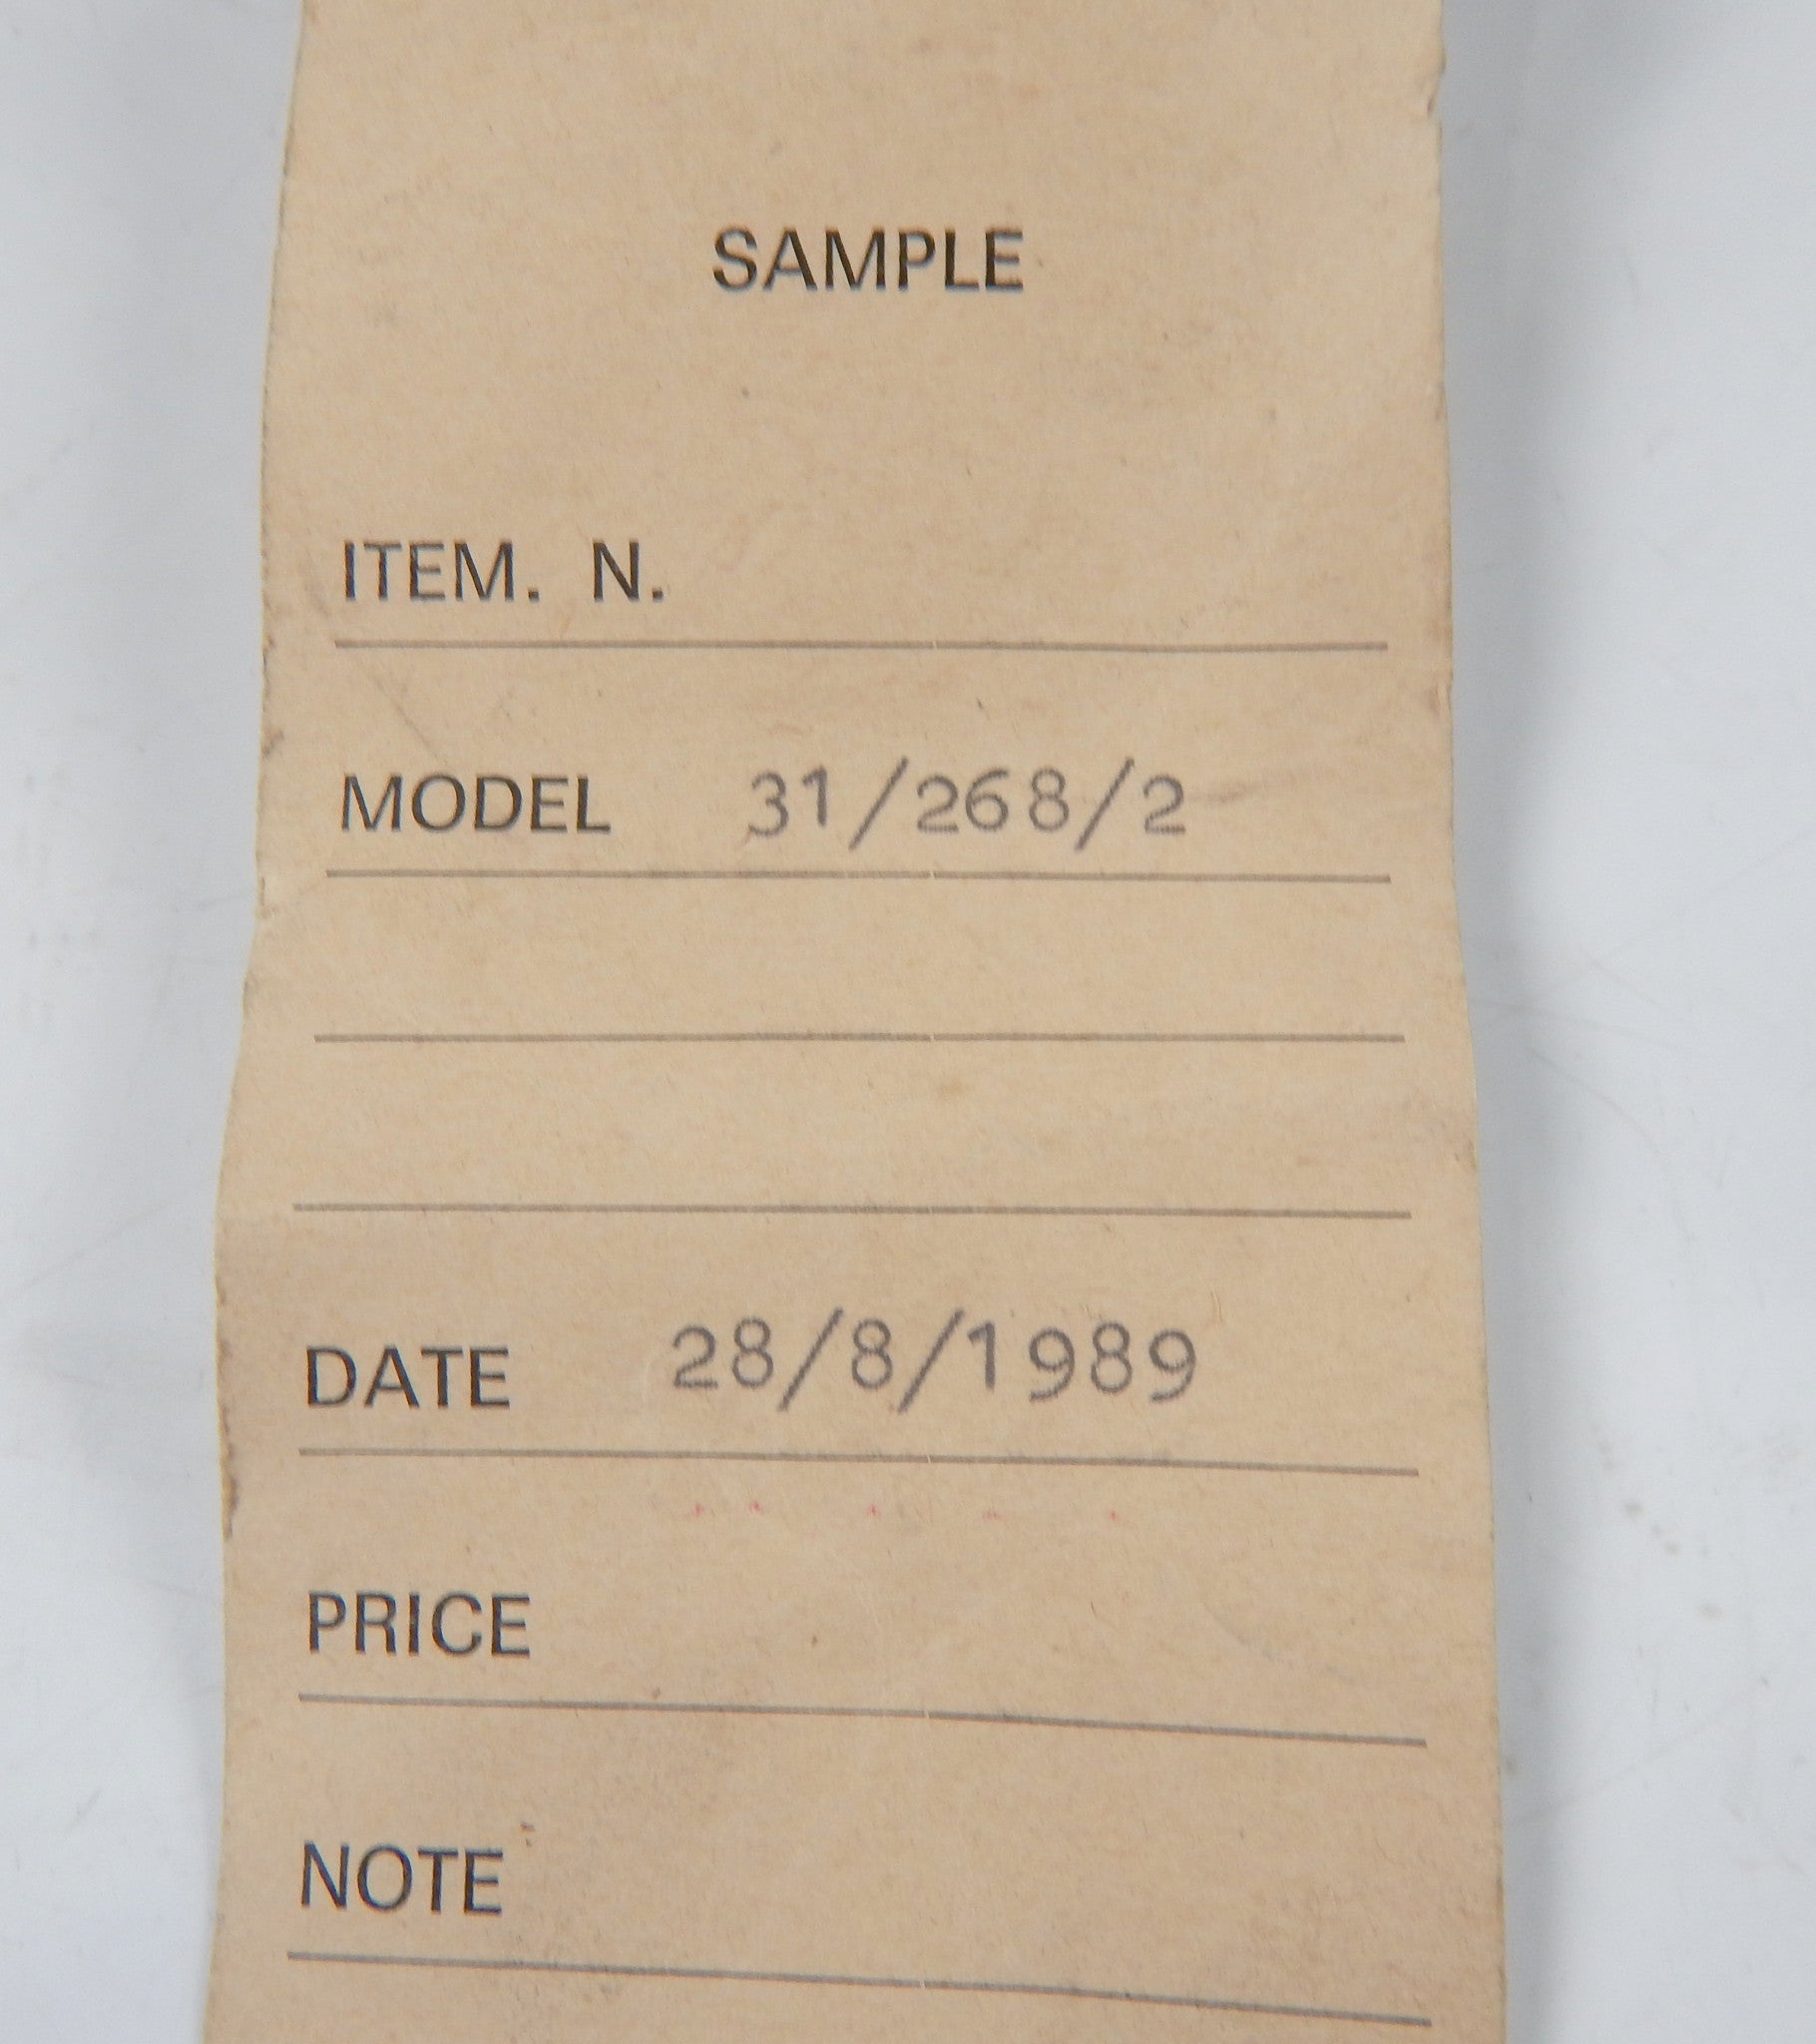 SAMPLE
ITEM. N.
MODEL 31/268/2
DATE 28/8/1989
PRICE
NOTE